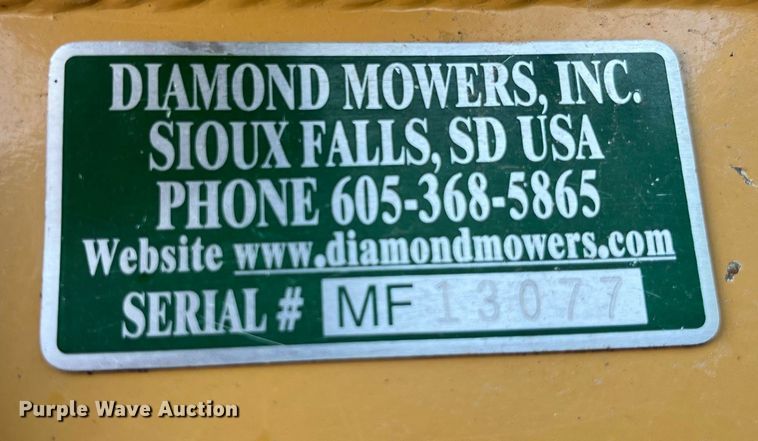 DIAMOND MOWERS, INC.
SIOUX FALLS, SD USA
PHONE 605-368-5865
Website www.diamondmowers.com
SERIAL # MF 13077
Purple Wave Auction